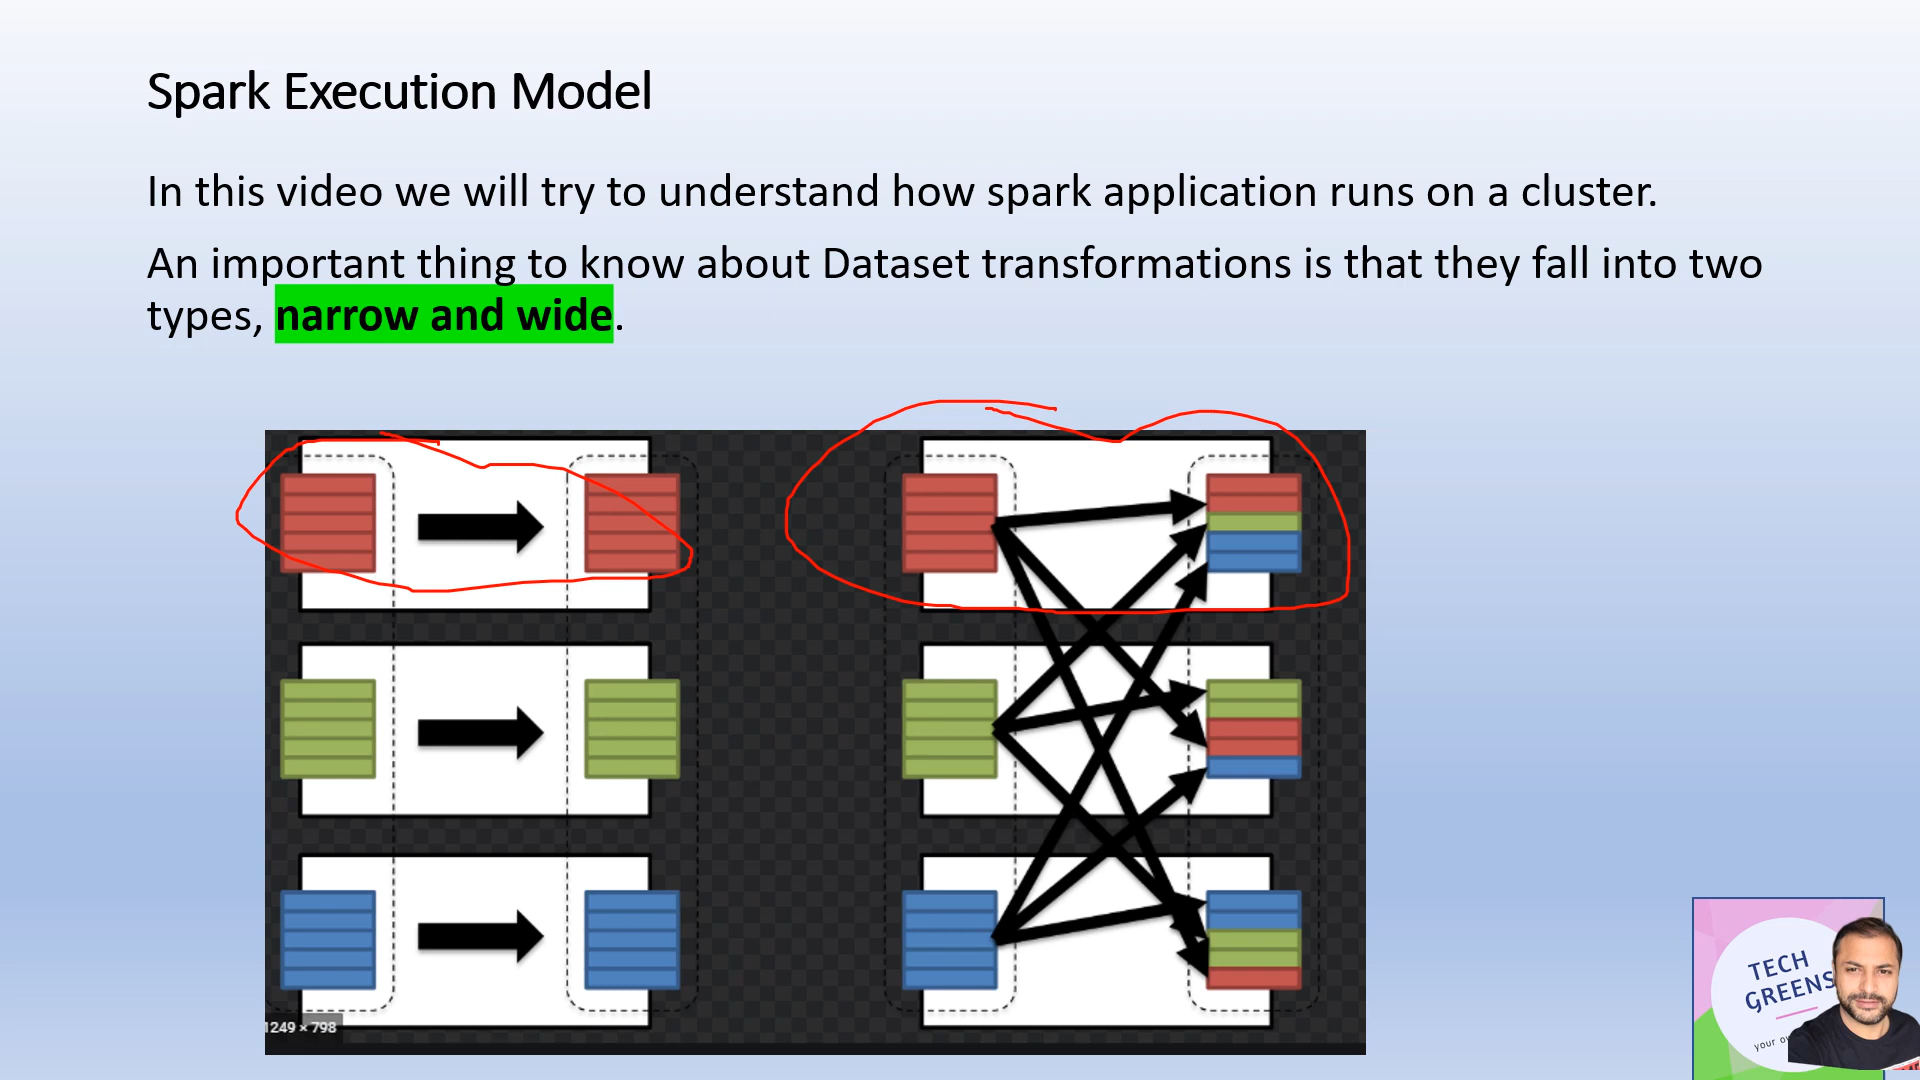 Spark Execution Model
In this video we will try to understand how spark application runs on a cluster.
An important thing to know about Dataset transformations is that they fall into two
types, narrow and wide.
1249 × 798
TECH
GREENS
your